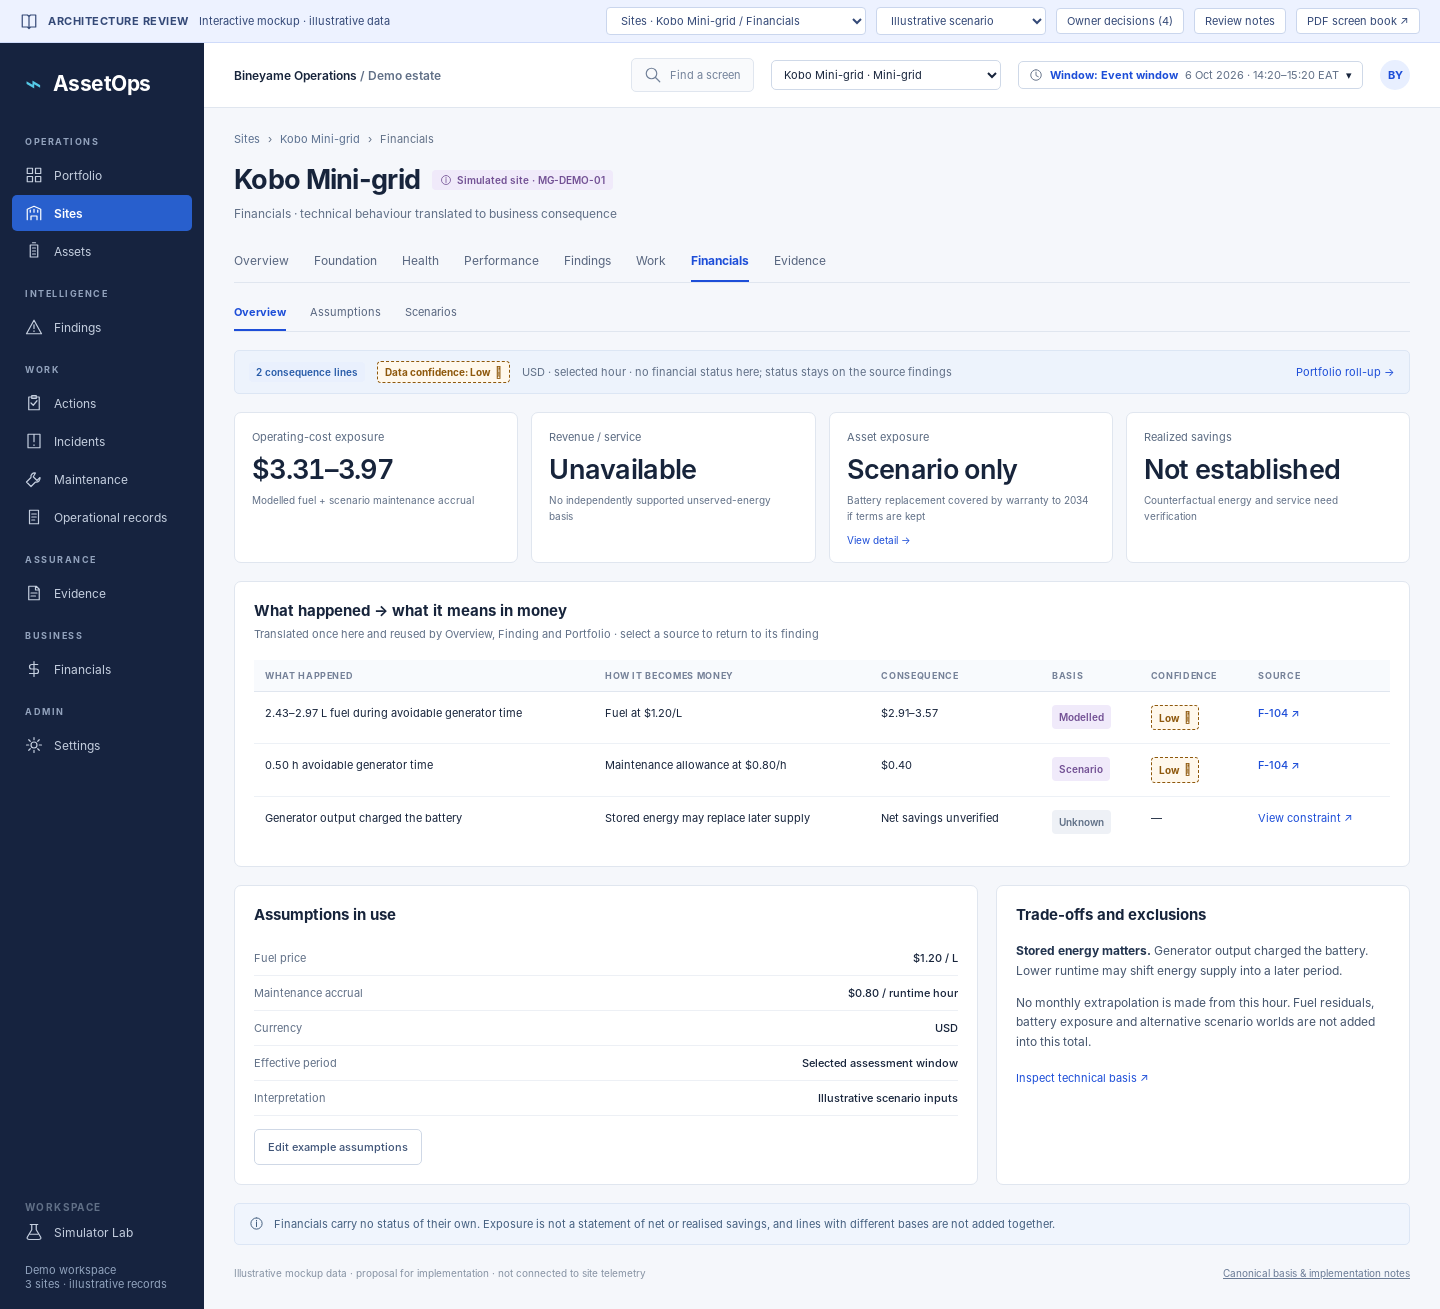 ARCHITECTURE REVIEW Interactive mockup · illustrative data
Sites · Kobo Mini-grid / Financials
Illustrative scenario
Owner decisions (4)
Review notes
PDF screen book ↗
AssetOps
OPERATIONS
Portfolio
Sites
Assets
INTELLIGENCE
Findings
WORK
Actions
Incidents
Maintenance
Operational records
ASSURANCE
Evidence
BUSINESS
Financials
ADMIN
Settings
WORKSPACE
Simulator Lab
Demo workspace
3 sites · illustrative records
Bineyame Operations / Demo estate
Find a screen
Kobo Mini-grid · Mini-grid
Window: Event window 6 Oct 2026 · 14:20–15:20 EAT ▾
BY
Sites › Kobo Mini-grid › Financials
Kobo Mini-grid
Simulated site · MG-DEMO-01
Financials · technical behaviour translated to business consequence
Overview Foundation Health Performance Findings Work Financials Evidence
Overview Assumptions Scenarios
2 consequence lines
Data confidence: Low
USD · selected hour · no financial status here; status stays on the source findings
Portfolio roll-up →
Operating-cost exposure
$3.31–3.97
Modelled fuel + scenario maintenance accrual
Revenue / service
Unavailable
No independently supported unserved-energy
basis
Asset exposure
Scenario only
Battery replacement covered by warranty to 2034
if terms are kept
View detail →
Realized savings
Not established
Counterfactual energy and service need
verification
What happened → what it means in money
Translated once here and reused by Overview, Finding and Portfolio · select a source to return to its finding
WHAT HAPPENED HOW IT BECOMES MONEY CONSEQUENCE BASIS CONFIDENCE SOURCE
2.43–2.97 L fuel during avoidable generator time Fuel at $1.20/L $2.91–3.57 Modelled Low F-104 ↗
0.50 h avoidable generator time Maintenance allowance at $0.80/h $0.40 Scenario Low F-104 ↗
Generator output charged the battery Stored energy may replace later supply Net savings unverified Unknown — View constraint ↗
Assumptions in use
Fuel price $1.20 / L
Maintenance accrual $0.80 / runtime hour
Currency USD
Effective period Selected assessment window
Interpretation Illustrative scenario inputs
Edit example assumptions
Trade-offs and exclusions
Stored energy matters. Generator output charged the battery.
Lower runtime may shift energy supply into a later period.
No monthly extrapolation is made from this hour. Fuel residuals,
battery exposure and alternative scenario worlds are not added
into this total.
Inspect technical basis ↗
Financials carry no status of their own. Exposure is not a statement of net or realised savings, and lines with different bases are not added together.
Illustrative mockup data · proposal for implementation · not connected to site telemetry
Canonical basis & implementation notes